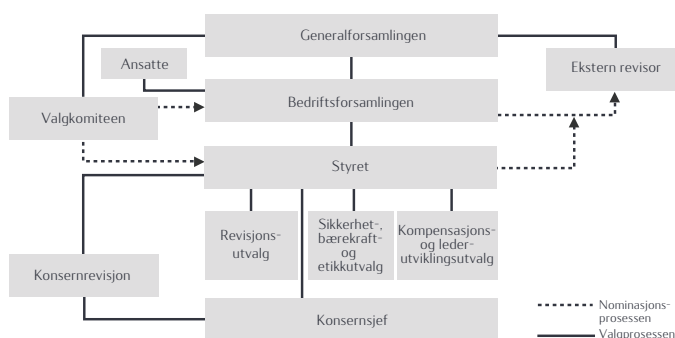 Generalforsamlingen
Ansatte
Ekstern revisor
Bedriftsforsamlingen
Valgkomiteen
Styret
Revisjons-
utvalg
Sikkerhet-,
bærekraft-
og
etikkutvalg
Kompensasjons-
og leder-
utviklingsutvalg
Konsernrevisjon
Konsernsjef
Nominasjons-
prosessen
Valgprosessen